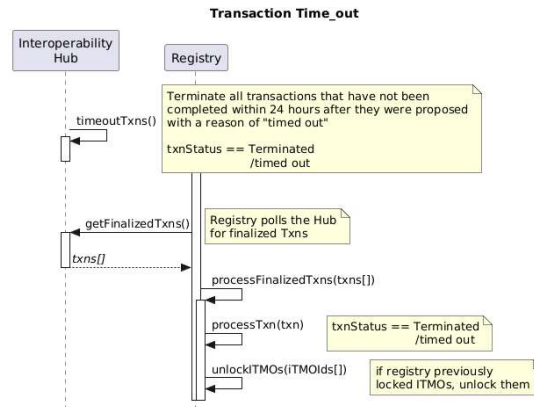 Transaction Time_out
Interoperability
Hub
Registry
Terminate all transactions that have not been
completed within 24 hours after they were proposed
with a reason of "timed out"
txnStatus == Terminated
/timed out
timeoutTxns()
getFinalizedTxns()
Registry polls the Hub
for finalized Txns
txns[]
processFinalizedTxns(txns[])
processTxn(txn)
txnStatus == Terminated
/timed out
unlockITMOs(iTMOIds[])
if registry previously
locked ITMOs, unlock them